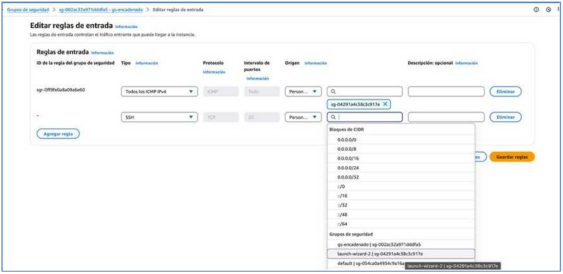 Grupos de seguridad > sg-002ac32a971dddfa5 - gs-encadenado > Editar reglas de entrada
Editar reglas de entrada Información
Las reglas de entrada controlan el tráfico entrante que puede llegar a la instancia.
Reglas de entrada Información
ID de la regla del grupo de seguridad Tipo Información Protocolo Información Intervalo de puertos Información Origen Información Descripción: opcional Información
Todos los ICMP IPv4 ICMP Todo Person... Eliminar
sg-04291a4c38c3c917e X
- SSH TCP 22 Person... Eliminar
Agregar regla
Bloques de CIDR
0.0.0.0/0
0.0.0.0/8
0.0.0.0/16
0.0.0.0/24
0.0.0.0/32
::/0
::/16
::/32
::/48
::/64
Guardar reglas
Grupos de seguridad
gs-encadenado | sg-002ac32a971dddfa5
launch-wizard-2 | sg-04291a4c38c3c917e
launch-wizard-2 | sg-04291a4c38c3c917e